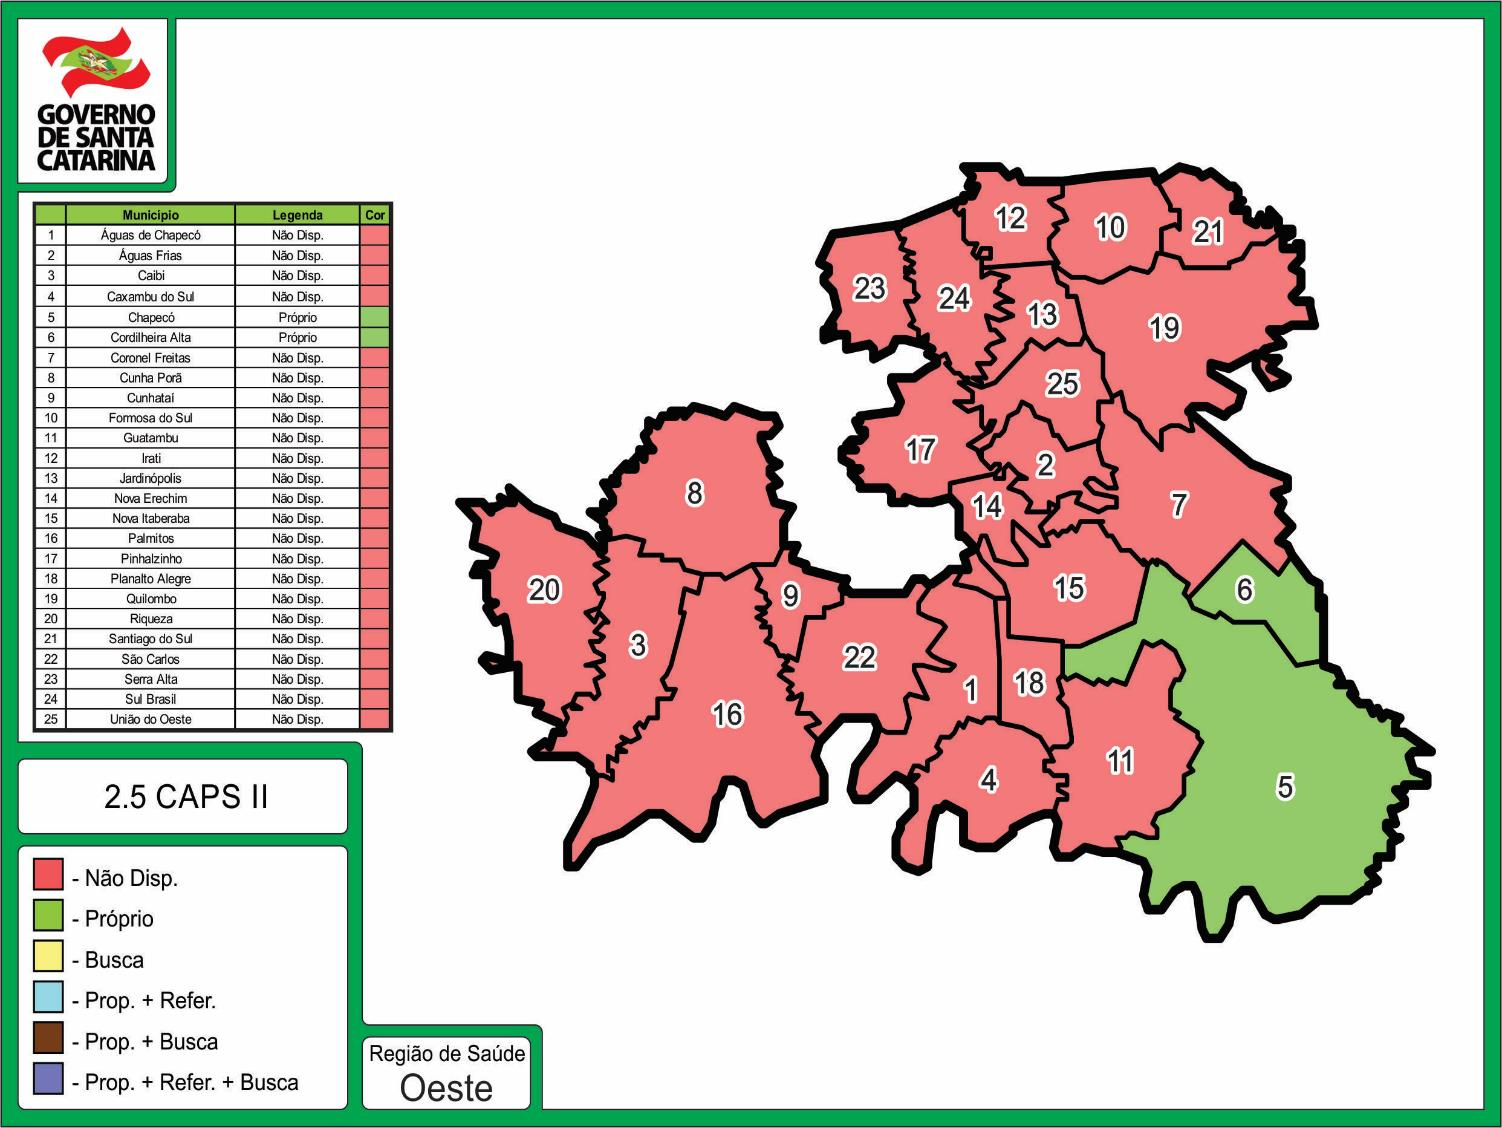 GOVERNO
DE SANTA
CATARINA
Município Legenda Cor
1 Águas de Chapecó Não Disp.
2 Águas Frias Não Disp.
3 Caibi Não Disp.
4 Caxambu do Sul Não Disp.
5 Chapecó Próprio
6 Cordilheira Alta Próprio
7 Coronel Freitas Não Disp.
8 Cunha Porã Não Disp.
9 Cunhataí Não Disp.
10 Formosa do Sul Não Disp.
11 Guatambu Não Disp.
12 Irati Não Disp.
13 Jardinópolis Não Disp.
14 Nova Erechim Não Disp.
15 Nova Itaberaba Não Disp.
16 Palmitos Não Disp.
17 Pinhalzinho Não Disp.
18 Planalto Alegre Não Disp.
19 Quilombo Não Disp.
20 Riqueza Não Disp.
21 Santiago do Sul Não Disp.
22 São Carlos Não Disp.
23 Serra Alta Não Disp.
24 Sul Brasil Não Disp.
25 União do Oeste Não Disp.
2.5 CAPS II
- Não Disp.
- Próprio
- Busca
- Prop. + Refer.
- Prop. + Busca
- Prop. + Refer. + Busca
Região de Saúde
Oeste
12
10
21
23
24
13
19
25
17
2
8
14
7
20
9
15
6
3
22
1
18
16
11
4
5